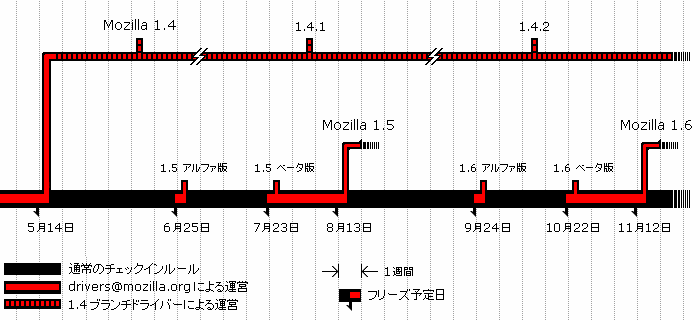 Mozilla 1.4
1.4.1
1.4.2
Mozilla 1.5
Mozilla 1.6
1.5 アルファ版
1.5 ベータ版
1.6 アルファ版
1.6 ベータ版
5月14日
6月25日
7月23日
8月13日
9月24日
10月22日
11月12日
通常のチェックインルール
drivers@mozilla.orgによる運営
1.4ブランチドライバーによる運営
1週間
フリーズ予定日